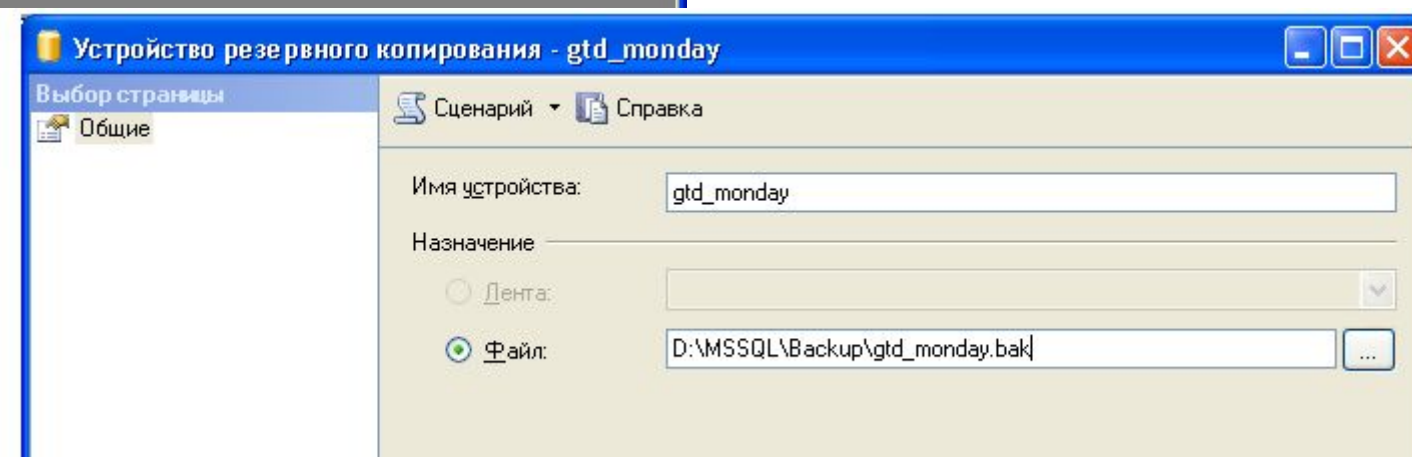 Устройство резервного копирования - gtd_monday
Выбор страницы
Общие
Сценарий Справка
Имя устройства: gtd_monday
Назначение
Лента:
Файл: D:\MSSQL\Backup\gtd_monday.bak
...